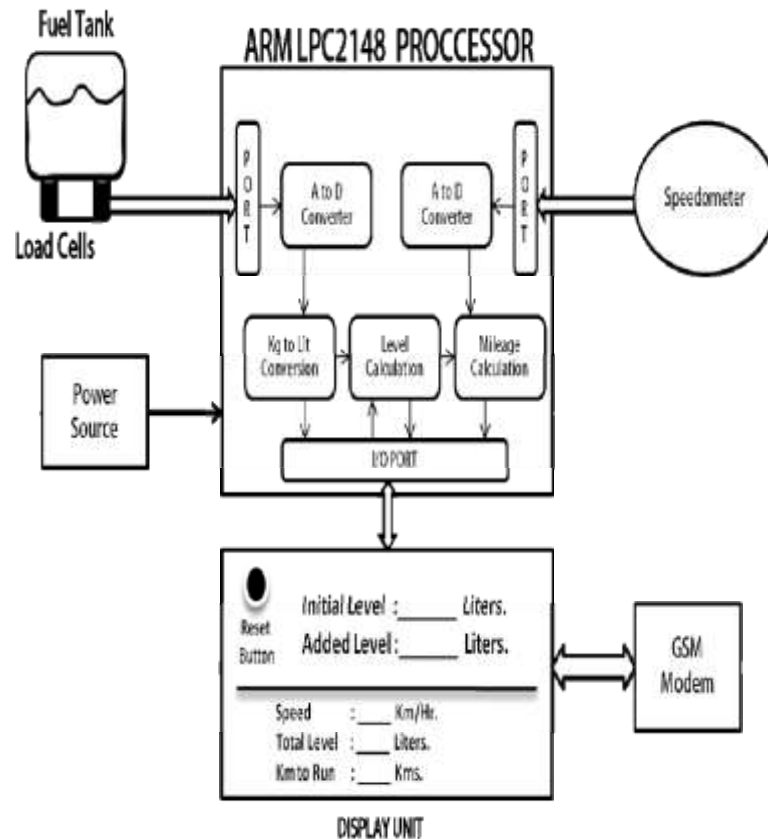 Fuel Tank
ARM LPC2148 PROCCESSOR
PORT
A to D
Converter
A to D
Converter
PORT
Speedometer
Load Cells
Kg to Lit
Conversion
Level
Calculation
Mileage
Calculation
Power
Source
I/O PORT
Reset
Button
Initial Level :______ Liters.
Added Level:______ Liters.
GSM
Modem
Speed : ___ Km/Hr.
Total Level : ___ Liters.
Km to Run : ___ Kms.
DISPLAY UNIT